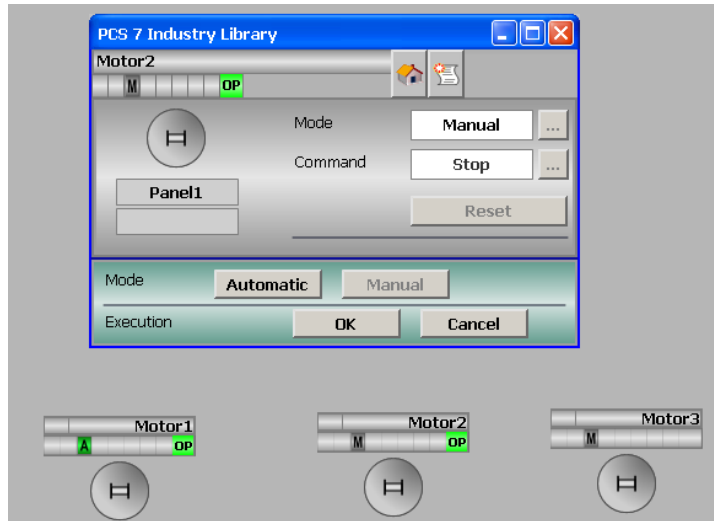 PCS 7 Industry Library
Motor2
M OP
Mode Manual ...
Command Stop ...
Panel1
Reset
Mode Automatic Manual
Execution OK Cancel
Motor1 Motor2 Motor3
A OP M OP M